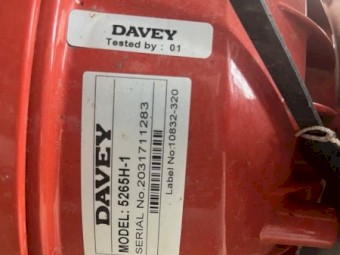 DAVEY
Tested by : 01
DAVEY
MODEL: 5265H-1
SERIAL No.2031711283
Label No:10832-320